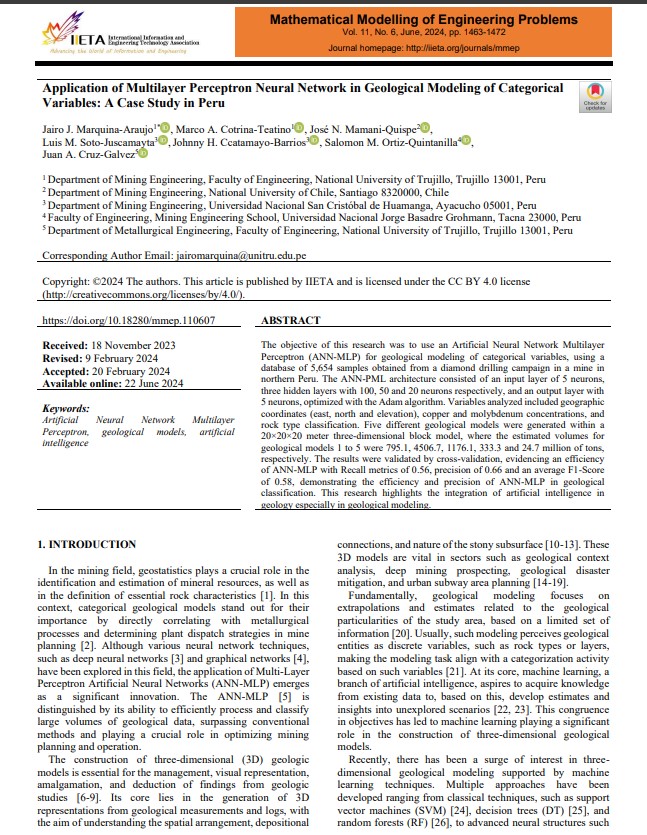 IIETA International Information and
Engineering Technology Association
Advancing the World of Information and Engineering
Mathematical Modelling of Engineering Problems
Vol. 11, No. 6, June, 2024, pp. 1463-1472
Journal homepage: http://iieta.org/journals/mmep
Application of Multilayer Perceptron Neural Network in Geological Modeling of Categorical
Variables: A Case Study in Peru
Check for
updates
Jairo J. Marquina-Araujo1*, Marco A. Cotrina-Teatino1, José N. Mamani-Quispe2,
Luis M. Soto-Juscamayta3, Johnny H. Ccatamayo-Barrios3, Salomon M. Ortiz-Quintanilla4,
Juan A. Cruz-Galvez5
1 Department of Mining Engineering, Faculty of Engineering, National University of Trujillo, Trujillo 13001, Peru
2 Department of Mining Engineering, National University of Chile, Santiago 8320000, Chile
3 Department of Mining Engineering, Universidad Nacional San Cristóbal de Huamanga, Ayacucho 05001, Peru
4 Faculty of Engineering, Mining Engineering School, Universidad Nacional Jorge Basadre Grohmann, Tacna 23000, Peru
5 Department of Metallurgical Engineering, Faculty of Engineering, National University of Trujillo, Trujillo 13001, Peru
Corresponding Author Email: jairomarquina@unitru.edu.pe
Copyright: ©2024 The authors. This article is published by IIETA and is licensed under the CC BY 4.0 license
(http://creativecommons.org/licenses/by/4.0/).
https://doi.org/10.18280/mmep.110607
Received: 18 November 2023
Revised: 9 February 2024
Accepted: 20 February 2024
Available online: 22 June 2024
Keywords:
Artificial Neural Network Multilayer
Perceptron, geological models, artificial
intelligence
ABSTRACT
The objective of this research was to use an Artificial Neural Network Multilayer
Perceptron (ANN-MLP) for geological modeling of categorical variables, using a
database of 5,654 samples obtained from a diamond drilling campaign in a mine in
northern Peru. The ANN-PML architecture consisted of an input layer of 5 neurons,
three hidden layers with 100, 50 and 20 neurons respectively, and an output layer with
5 neurons, optimized with the Adam algorithm. Variables analyzed included geographic
coordinates (east, north and elevation), copper and molybdenum concentrations, and
rock type classification. Five different geological models were generated within a
20×20×20 meter three-dimensional block model, where the estimated volumes for
geological models 1 to 5 were 795.1, 4506.7, 1176.1, 333.3 and 24.7 million of tons,
respectively. The results were validated by cross-validation, evidencing an efficiency
of ANN-MLP with Recall metrics of 0.56, precision of 0.66 and an average F1-Score
of 0.58, demonstrating the efficiency and precision of ANN-MLP in geological
classification. This research highlights the integration of artificial intelligence in
geology especially in geological modeling.
1. INTRODUCTION
In the mining field, geostatistics plays a crucial role in the
identification and estimation of mineral resources, as well as
in the definition of essential rock characteristics [1]. In this
context, categorical geological models stand out for their
importance by directly correlating with metallurgical
processes and determining plant dispatch strategies in mine
planning [2]. Although various neural network techniques,
such as deep neural networks [3] and graphical networks [4],
have been explored in this field, the application of Multi-Layer
Perceptron Artificial Neural Networks (ANN-MLP) emerges
as a significant innovation. The ANN-MLP [5] is
distinguished by its ability to efficiently process and classify
large volumes of geological data, surpassing conventional
methods and playing a crucial role in optimizing mining
planning and operation.
The construction of three-dimensional (3D) geologic
models is essential for the management, visual representation,
amalgamation, and deduction of findings from geologic
studies [6-9]. Its core lies in the generation of 3D
representations from geological measurements and logs, with
the aim of understanding the spatial arrangement, depositional
connections, and nature of the stony subsurface [10-13]. These
3D models are vital in sectors such as geological context
analysis, deep mining prospecting, geological disaster
mitigation, and urban subway area planning [14-19].
Fundamentally, geological modeling focuses on
extrapolations and estimates related to the geological
particularities of the study area, based on a limited set of
information [20]. Usually, such modeling perceives geological
entities as discrete variables, such as rock types or layers,
making the modeling task align with a categorization activity
based on such variables [21]. At its core, machine learning, a
branch of artificial intelligence, aspires to acquire knowledge
from existing data to, based on this, develop estimates and
insights into unexplored scenarios [22, 23]. This congruence
in objectives has led to machine learning playing a significant
role in the construction of three-dimensional geological
models.
Recently, there has been a surge of interest in three-
dimensional geological modeling supported by machine
learning techniques. Multiple approaches have been
developed ranging from classical techniques, such as support
vector machines (SVM) [24], decision trees (DT) [25], and
random forests (RF) [26], to advanced neural structures such